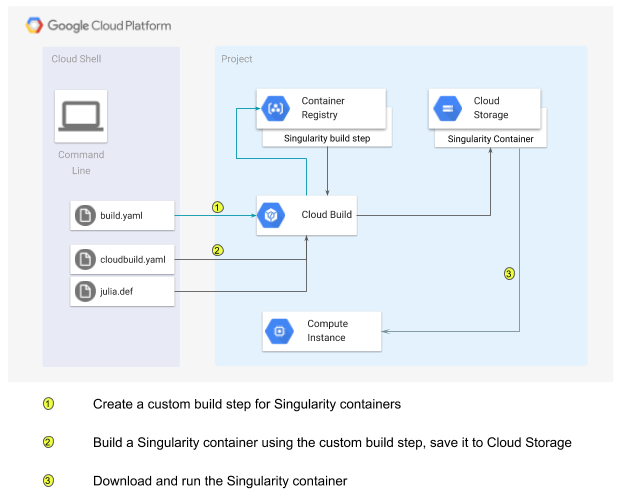 Google Cloud Platform
Cloud Shell
Project
Container
Registry
Cloud
Storage
Singularity build step
Singularity Container
Command
Line
build.yaml
1
Cloud Build
cloudbuild.yaml
2
julia.def
3
Compute
Instance
1 Create a custom build step for Singularity containers
2 Build a Singularity container using the custom build step, save it to Cloud Storage
3 Download and run the Singularity container